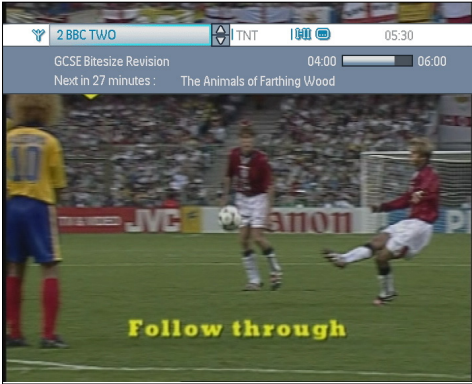 2 BBC TWO TNT 05:30
GCSE Bitesize Revision 04:00 06:00
Next in 27 minutes : The Animals of Farthing Wood
10
& VIDEO JVC Canon
Follow through